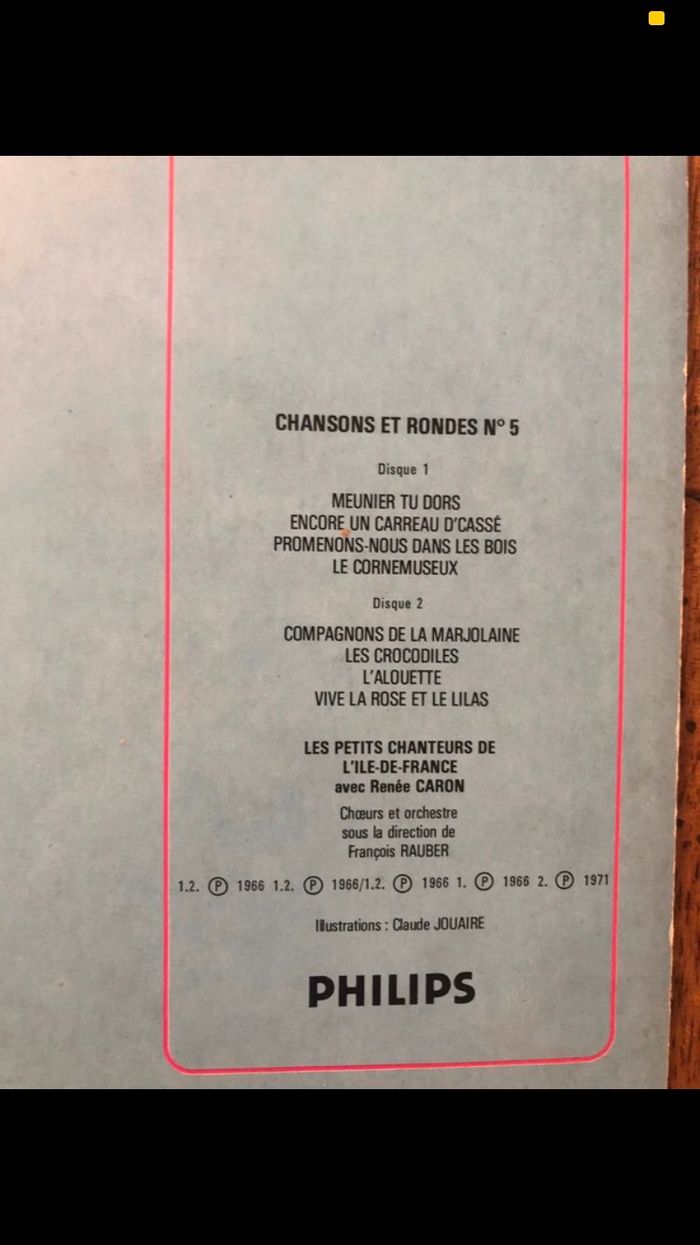 CHANSONS ET RONDES N° 5
Disque 1
MEUNIER TU DORS
ENCORE UN CARREAU D'CASSÉ
PROMENONS-NOUS DANS LES BOIS
LE CORNEMUSEUX
Disque 2
COMPAGNONS DE LA MARJOLAINE
LES CROCODILES
L'ALOUETTE
VIVE LA ROSE ET LE LILAS
LES PETITS CHANTEURS DE
L'ILE-DE-FRANCE
avec Renée CARON
Chœurs et orchestre
sous la direction de
François RAUBER
1.2. Ⓟ 1966 1.2. Ⓟ 1966/1.2. Ⓟ 1966 1. Ⓟ 1966 2. Ⓟ 1971
Illustrations : Claude JOUAIRE
PHILIPS